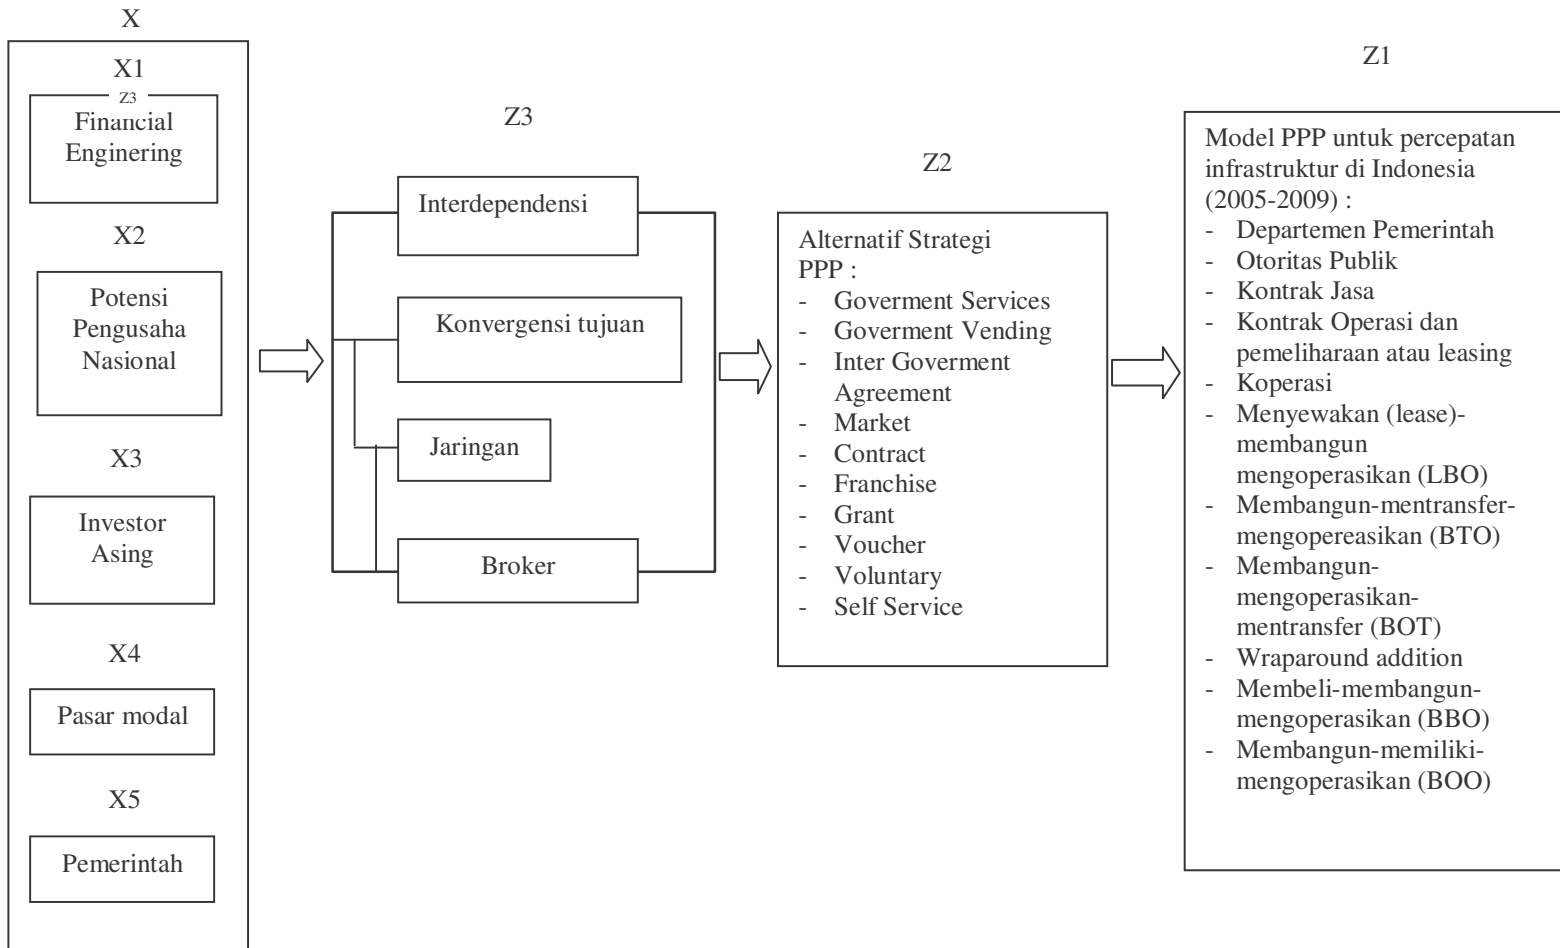 X
X1
Z3
Financial
Enginering
X2
Potensi
Pengusaha
Nasional
X3
Investor
Asing
X4
Pasar modal
X5
Pemerintah
Z3
Interdependensi
Konvergensi tujuan
Jaringan
Broker
Z2
Alternatif Strategi
PPP :
- Goverment Services
- Goverment Vending
- Inter Goverment
Agreement
- Market
- Contract
- Franchise
- Grant
- Voucher
- Voluntary
- Self Service
Z1
Model PPP untuk percepatan
infrastruktur di Indonesia
(2005-2009) :
- Departemen Pemerintah
- Otoritas Publik
- Kontrak Jasa
- Kontrak Operasi dan
pemeliharaan atau leasing
- Koperasi
- Menyewakan (lease)-
membangun
mengoperasikan (LBO)
- Membangun-mentransfer-
mengopereasikan (BTO)
- Membangun-
mengoperasikan-
mentransfer (BOT)
- Wraparound addition
- Membeli-membangun-
mengoperasikan (BBO)
- Membangun-memiliki-
mengoperasikan (BOO)